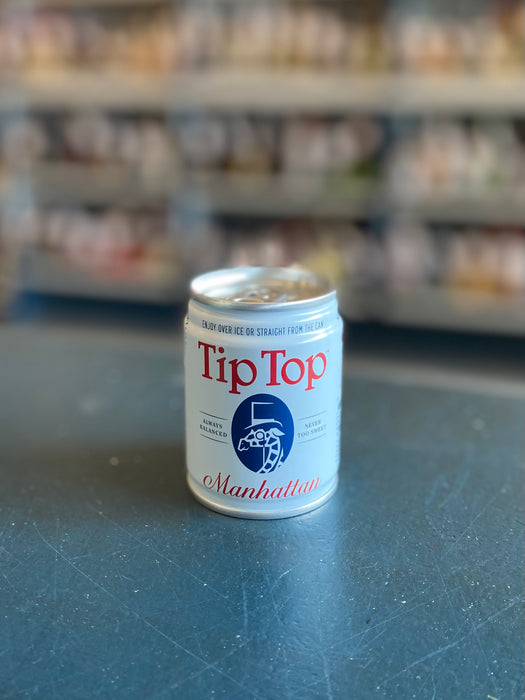 ENJOY OVER ICE OR STRAIGHT FROM THE CAN
Tip Top
ALWAYS
BALANCED
NEVER
TOO SWEET
Manhattan